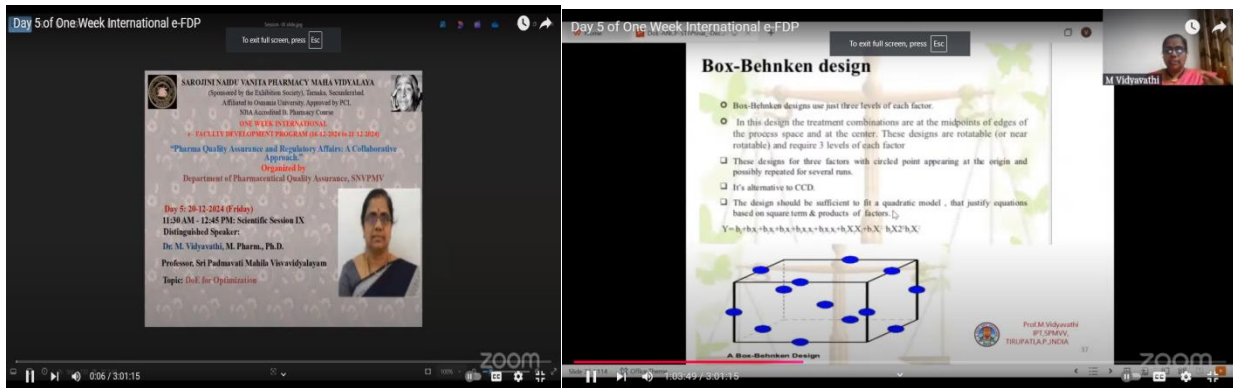 Day 5 of One Week International e-FDP
To exit full screen, press Esc
SAROJINI NAIDU VANITA PHARMACY MAHA VIDYALAYA
(Sponsored by the Exhibition Society), Tarnaka, Secunderabad.
Affiliated to Osmania University, Approved by PCI,
NBA Accredited B. Pharmacy Course
ONE WEEK INTERNATIONAL
e - FACULTY DEVELOPMENT PROGRAM (16-12-2024 to 21-12-2024)
"Pharma Quality Assurance and Regulatory Affairs: A Collaborative
Approach."
Organized by
Department of Pharmaceutical Quality Assurance, SNVPMV
Day 5: 20-12-2024 (Friday)
11:30 AM - 12:45 PM: Scientific Session IX
Distinguished Speaker:
Dr. M. Vidyavathi, M. Pharm., Ph.D.
Professor, Sri Padmavati Mahila Visvavidyalayam
Topic: DoE for Optimization
zoom
0:06 / 3:01:15
Day 5 of One Week International e-FDP
To exit full screen, press Esc
M Vidyavathi
Box-Behnken design
Box-Behnken designs use just three levels of each factor.
In this design the treatment combinations are at the midpoints of edges of
the process space and at the center. These designs are rotatable (or near
rotatable) and require 3 levels of each factor
These designs for three factors with circled point appearing at the origin and
possibly repeated for several runs.
It's alternative to CCD.
The design should be sufficient to fit a quadratic model , that justify equations
based on square term & products of factors.
A Box-Behnken Design
Prof.M.Vidyavathi
IPT,SPMVV,
TIRUPATI,A.P.,INDIA
37
zoom
1:03:49 / 3:01:15